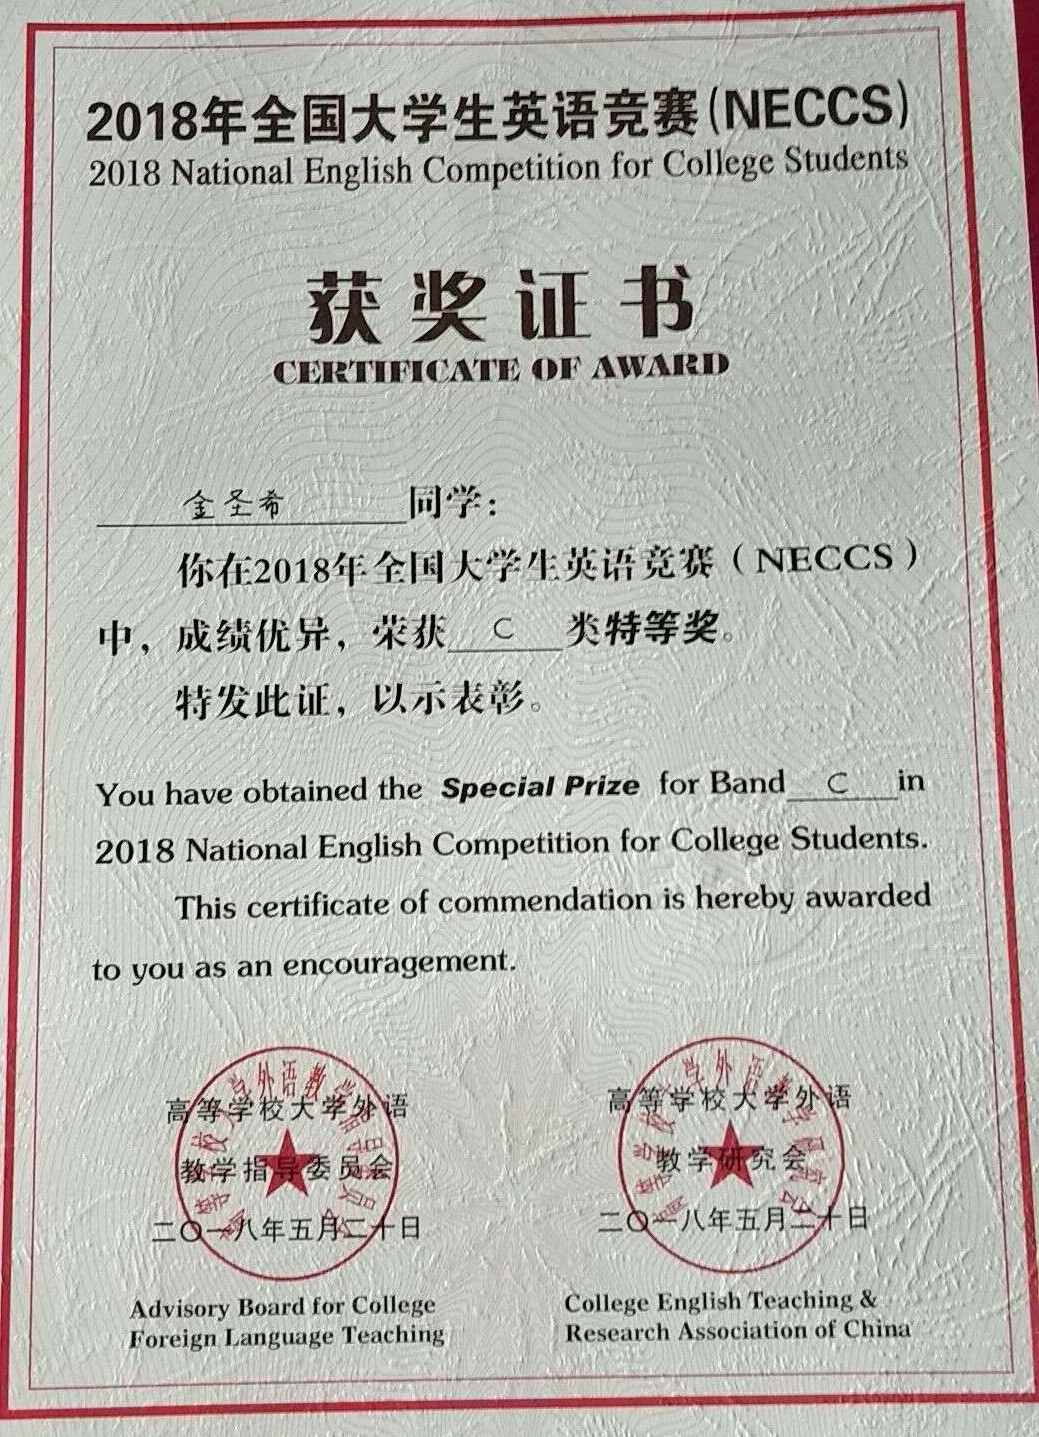 2018年全国大学生英语竞赛(NECCS)
2018 National English Competition for College Students
获奖证书
CERTIFICATE OF AWARD
金圣希同学：
你在2018年全国大学生英语竞赛（NECCS）
中，成绩优异，荣获 C 类特等奖。
特发此证，以示表彰。
You have obtained the Special Prize for Band C in
2018 National English Competition for College Students.
This certificate of commendation is hereby awarded
to you as an encouragement.
高等学校大学外语
教学指导委员会
二〇一八年五月二十日
Advisory Board for College
Foreign Language Teaching
高等学校大学外语
教学研究会
二〇一八年五月二十日
College English Teaching &
Research Association of China